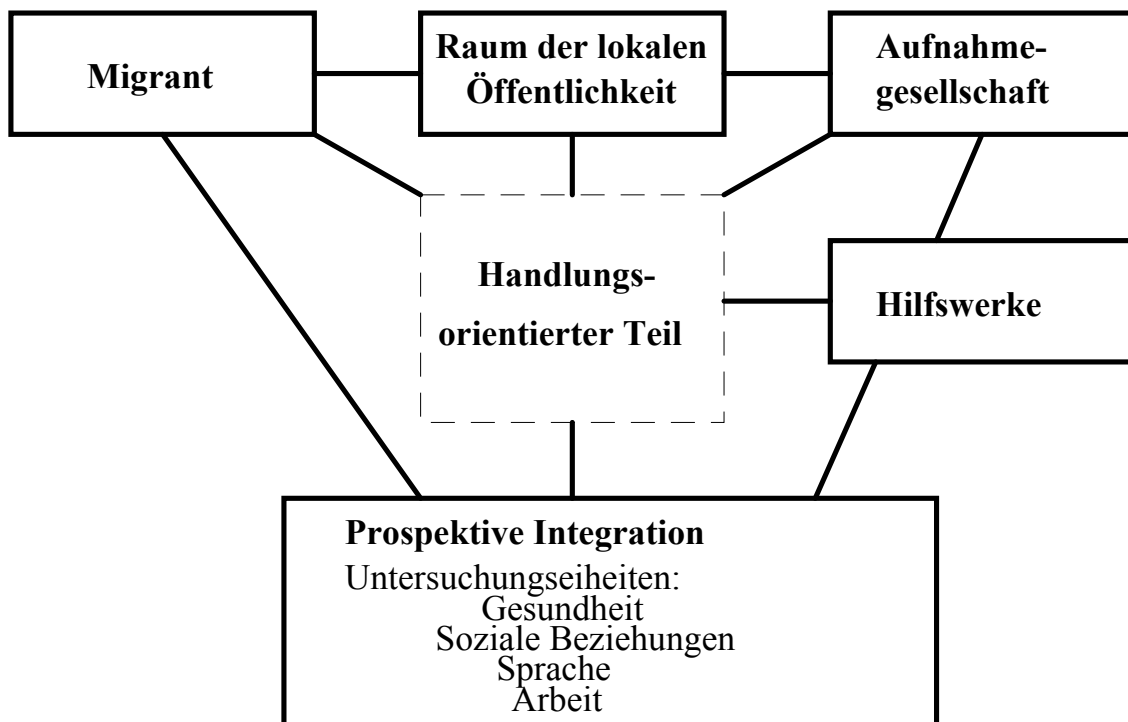 Migrant
Raum der lokalen
Öffentlichkeit
Aufnahme-
gesellschaft
Handlungs-
orientierter Teil
Hilfswerke
Prospektive Integration
Untersuchungseiheiten:
Gesundheit
Soziale Beziehungen
Sprache
Arbeit